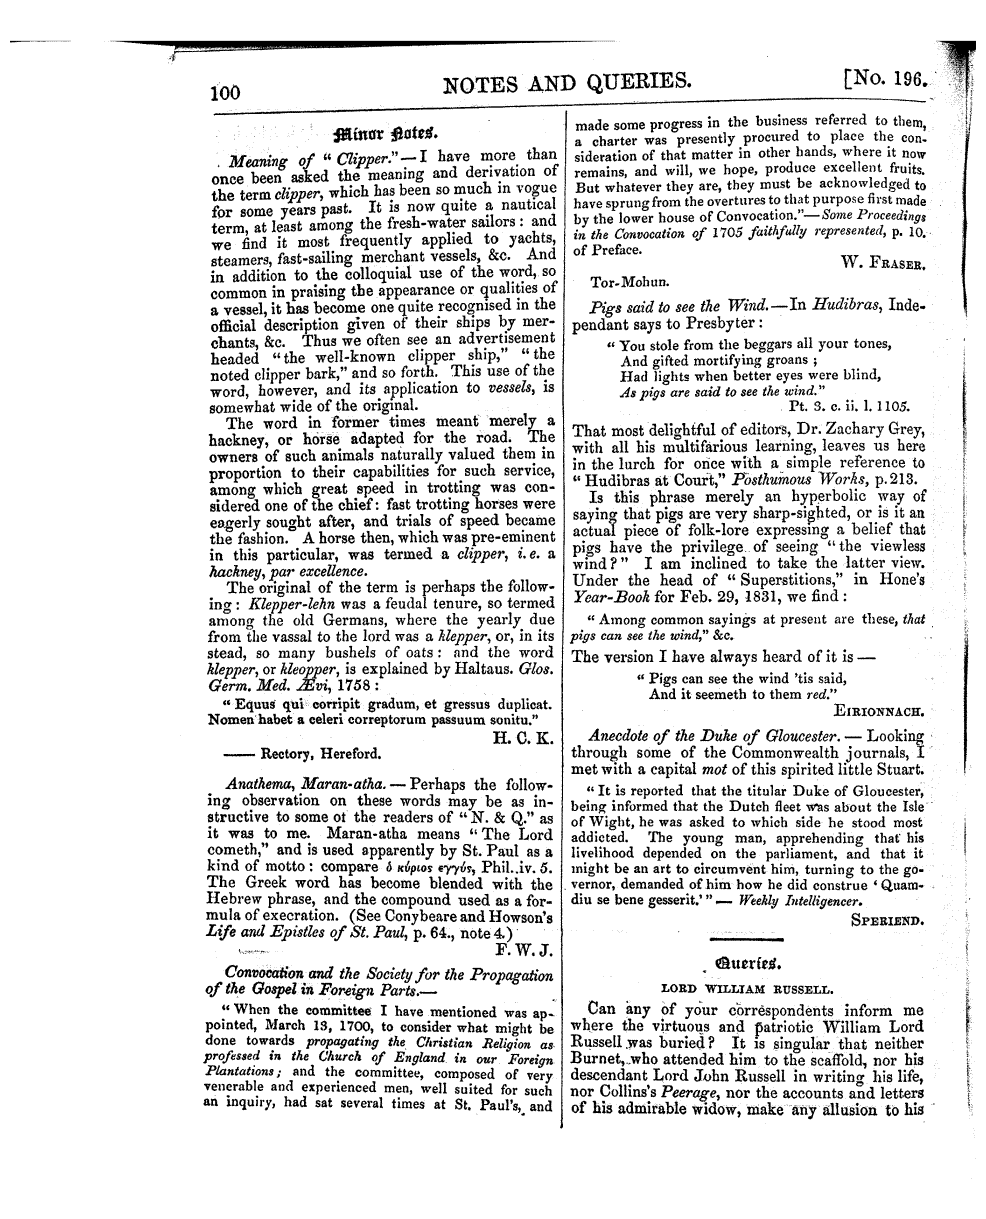 100
NOTES AND QUERIES.
[No. 196.
Minor Notes.
Meaning of “ Clipper.”—I have more than
once been asked the meaning and derivation of
the term clipper, which has been so much in vogue
for some years past. It is now quite a nautical
term, at least among the fresh-water sailors : and
we find it most frequently applied to yachts,
steamers, fast-sailing merchant vessels, &c. And
in addition to the colloquial use of the word, so
common in praising the appearance or qualities of
a vessel, it has become one quite recognised in the
official description given of their ships by mer-
chants, &c. Thus we often see an advertisement
headed “the well-known clipper ship,” “the
noted clipper bark,” and so forth. This use of the
word, however, and its application to vessels, is
somewhat wide of the original.
The word in former times meant merely a
hackney, or horse adapted for the road. The
owners of such animals naturally valued them in
proportion to their capabilities for such service,
among which great speed in trotting was con-
sidered one of the chief: fast trotting horses were
eagerly sought after, and trials of speed became
the fashion. A horse then, which was pre-eminent
in this particular, was termed a clipper, i. e. a
hackney, par excellence.
The original of the term is perhaps the follow-
ing: Klepper-lehn was a feudal tenure, so termed
among the old Germans, where the yearly due
from the vassal to the lord was a klepper, or, in its
stead, so many bushels of oats: and the word
klepper, or kleopper, is explained by Haltaus. Glos.
Germ. Med. Ævi, 1758 :
“ Equus qui corripit gradum, et gressus duplicat.
Nomen habet a celeri correptorum passuum sonitu.”
H. C. K.
—— Rectory, Hereford.
Anathema, Maran-atha. — Perhaps the follow-
ing observation on these words may be as in-
structive to some of the readers of “N. & Q.” as
it was to me. Maran-atha means “The Lord
cometh,” and is used apparently by St. Paul as a
kind of motto: compare ὁ κύριος εγγύς, Phil. iv. 5.
The Greek word has become blended with the
Hebrew phrase, and the compound used as a for-
mula of execration. (See Conybeare and Howson's
Life and Epistles of St. Paul, p. 64., note 4.)
F. W. J.
Convocation and the Society for the Propagation
of the Gospel in Foreign Parts.—
“ When the committee I have mentioned was ap-
pointed, March 13, 1700, to consider what might be
done towards propagating the Christian Religion as
professed in the Church of England in our Foreign
Plantations; and the committee, composed of very
venerable and experienced men, well suited for such
an inquiry, had sat several times at St. Paul's, and
made some progress in the business referred to them,
a charter was presently procured to place the con-
sideration of that matter in other hands, where it now
remains, and will, we hope, produce excellent fruits.
But whatever they are, they must be acknowledged to
have sprung from the overtures to that purpose first made
by the lower house of Convocation.”—Some Proceedings
in the Convocation of 1705 faithfully represented, p. 10.
of Preface.
W. FRASER.
Tor-Mohun.
Pigs said to see the Wind.—In Hudibras, Inde-
pendant says to Presbyter :
“ You stole from the beggars all your tones,
And gifted mortifying groans ;
Had lights when better eyes were blind,
As pigs are said to see the wind.”
Pt. 3. c. ii. l. 1105.
That most delightful of editors, Dr. Zachary Grey,
with all his multifarious learning, leaves us here
in the lurch for once with a simple reference to
“ Hudibras at Court,” Posthumous Works, p. 213.
Is this phrase merely an hyperbolic way of
saying that pigs are very sharp-sighted, or is it an
actual piece of folk-lore expressing a belief that
pigs have the privilege of seeing “the viewless
wind?” I am inclined to take the latter view.
Under the head of “Superstitions,” in Hone's
Year-Book for Feb. 29, 1831, we find :
“ Among common sayings at present are these, that
pigs can see the wind,” &c.
The version I have always heard of it is —
“ Pigs can see the wind 'tis said,
And it seemeth to them red.”
EIRIONNACH.
Anecdote of the Duke of Gloucester. — Looking
through some of the Commonwealth journals, I
met with a capital mot of this spirited little Stuart.
“ It is reported that the titular Duke of Gloucester,
being informed that the Dutch fleet was about the Isle
of Wight, he was asked to which side he stood most
addicted. The young man, apprehending that his
livelihood depended on the parliament, and that it
might be an art to circumvent him, turning to the go-
vernor, demanded of him how he did construe ‘ Quam-
diu se bene gesserit.’ ” — Weekly Intelligencer.
SPERIEND.
Queries.
LORD WILLIAM RUSSELL.
Can any of your correspondents inform me
where the virtuous and patriotic William Lord
Russell was buried? It is singular that neither
Burnet, who attended him to the scaffold, nor his
descendant Lord John Russell in writing his life,
nor Collins's Peerage, nor the accounts and letters
of his admirable widow, make any allusion to his